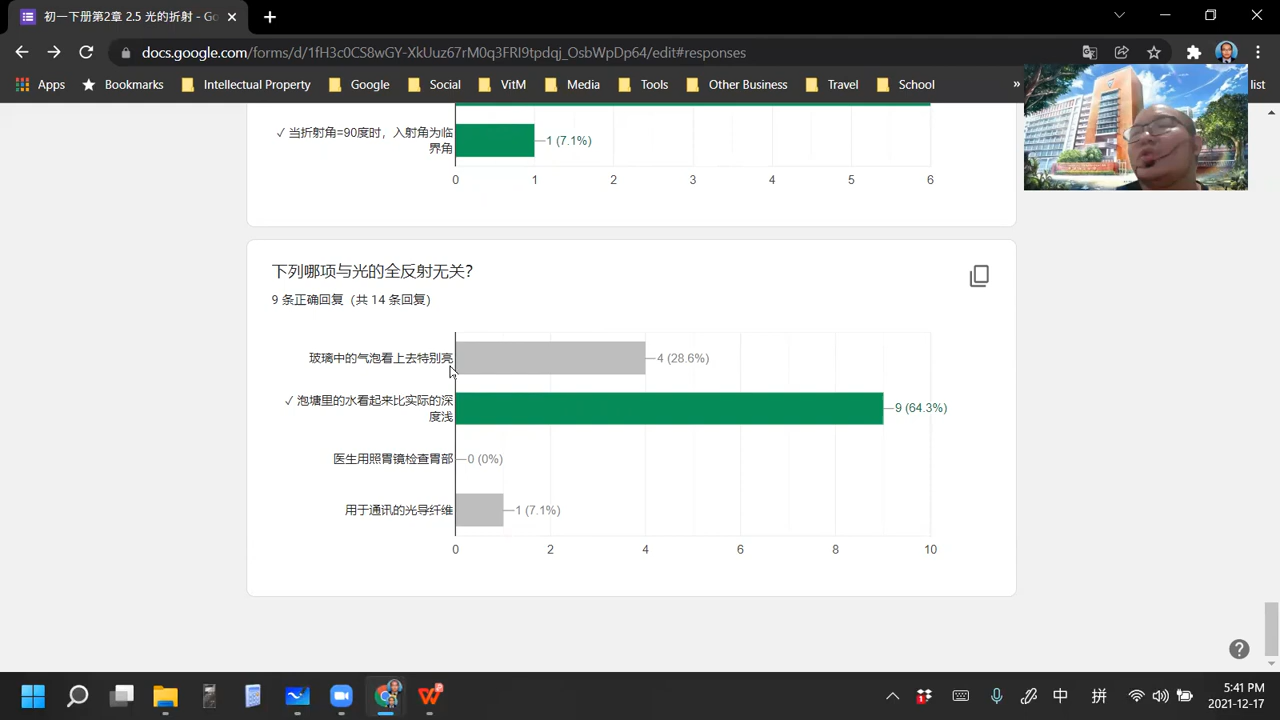 初一下册第2章 2.5 光的折射 - Go
docs.google.com/forms/d/1fH3c0CS8wGY-XkUuz67rM0q3FRI9tpdqj_OsbWpDp64/edit#responses
Apps Bookmarks Intellectual Property Google Social VitM Media Tools Other Business Travel School » list
✓ 当折射角=90度时，入射角为临
界角
1 (7.1%)
0 1 2 3 4 5 6
下列哪项与光的全反射无关?
9 条正确回复（共 14 条回复)
玻璃中的气泡看上去特别亮
4 (28.6%)
✓ 泡塘里的水看起来比实际的深
度浅
9 (64.3%)
医生用照胃镜检查胃部
0 (0%)
用于通讯的光导纤维
1 (7.1%)
0 2 4 6 8 10
中 拼
5:41 PM
2021-12-17